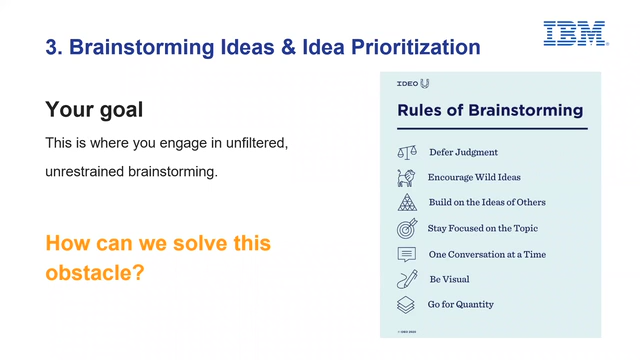 3. Brainstorming Ideas & Idea Prioritization
IBM
Your goal
This is where you engage in unfiltered,
unrestrained brainstorming.
How can we solve this
obstacle?
IDEO U
Rules of Brainstorming
Defer Judgment
Encourage Wild Ideas
Build on the Ideas of Others
Stay Focused on the Topic
One Conversation at a Time
Be Visual
Go for Quantity